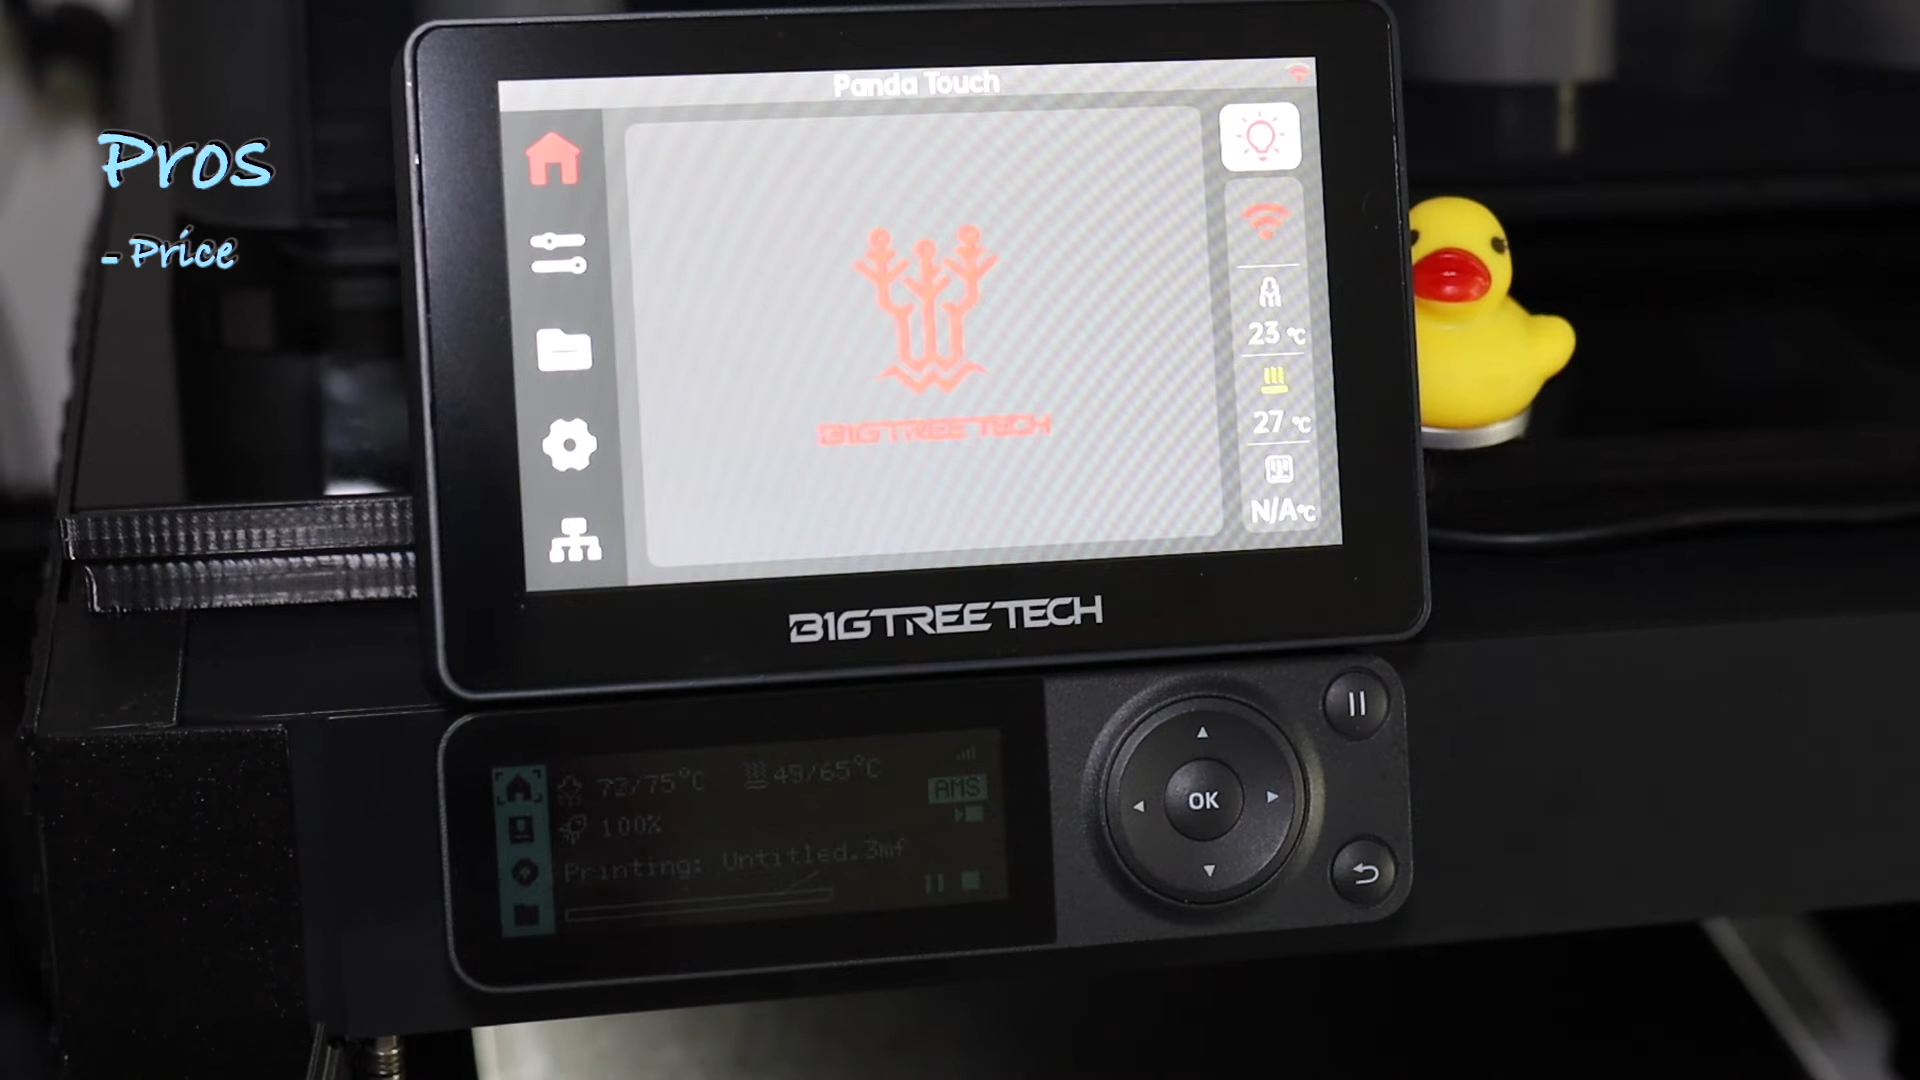 Pros
- Price
Panda Touch
BIGTREETECH
23 °C
27 °C
N/A°C
BIGTREETECH
72/75°C 49/65°C
AMS
100%
Printing: Untitled.3mf
OK